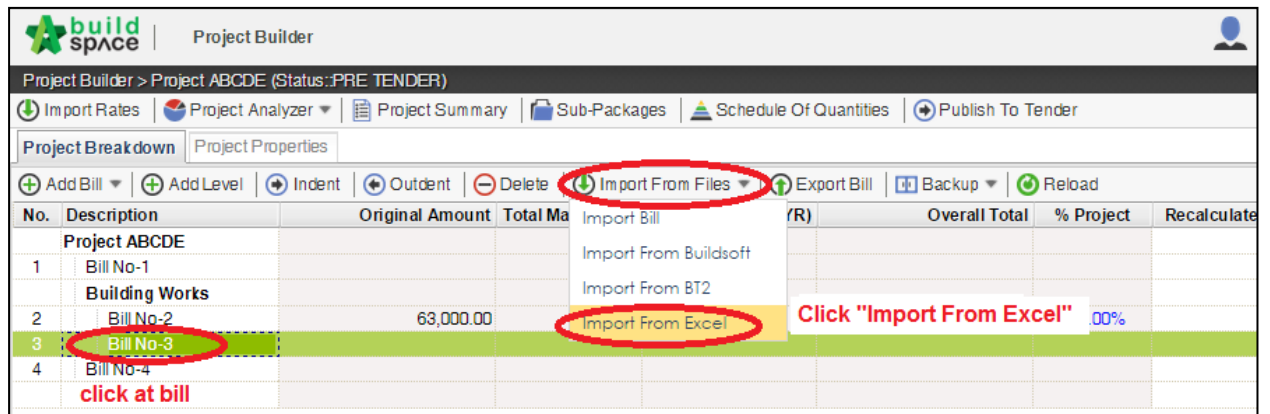 build space Project Builder
Project Builder > Project ABCDE (Status::PRE TENDER)
Import Rates Project Analyzer Project Summary Sub-Packages Schedule Of Quantities Publish To Tender
Project Breakdown Project Properties
Add Bill Add Level Indent Outdent Delete Import From Files Export Bill Backup Reload
No. Description Original Amount Total Ma YR) Overall Total % Project Recalculate
Import Bill
Project ABCDE
1 Bill No-1
Import From Buildsoft
Building Works
Import From BT2
2 Bill No-2 63,000.00 Import From Excel Click "Import From Excel" .00%
3 Bill No-3
4 Bill No-4
click at bill